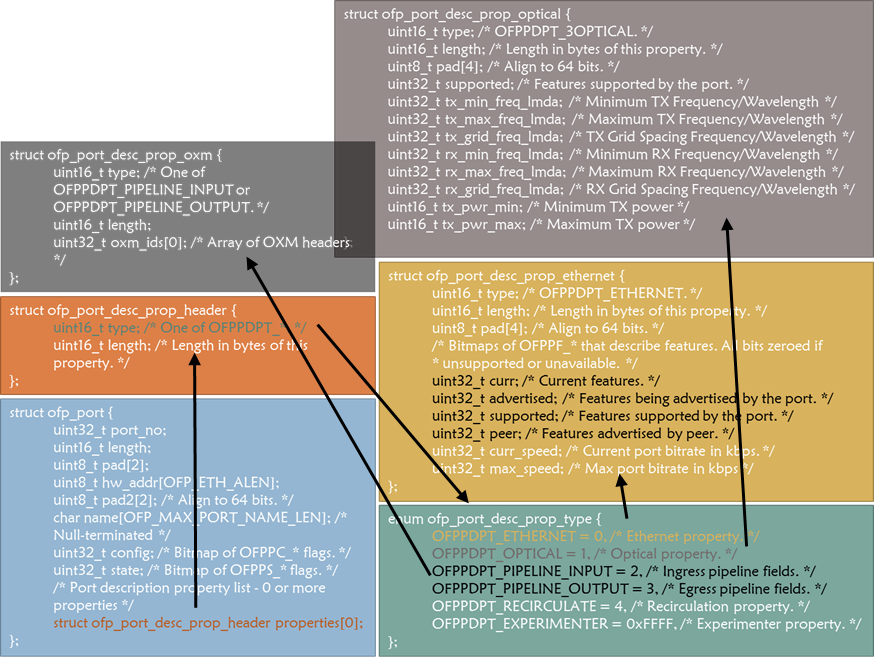 struct ofp_port_desc_prop_optical {
uint16_t type; /* OFPPDPT_3OPTICAL. */
uint16_t length; /* Length in bytes of this property. */
uint8_t pad[4]; /* Align to 64 bits. */
uint32_t supported; /* Features supported by the port. */
uint32_t tx_min_freq_lmda; /* Minimum TX Frequency/Wavelength */
uint32_t tx_max_freq_lmda; /* Maximum TX Frequency/Wavelength */
uint32_t tx_grid_freq_lmda; /* TX Grid Spacing Frequency/Wavelength */
uint32_t rx_min_freq_lmda; /* Minimum RX Frequency/Wavelength */
uint32_t rx_max_freq_lmda; /* Maximum RX Frequency/Wavelength */
uint32_t rx_grid_freq_lmda; /* RX Grid Spacing Frequency/Wavelength */
uint16_t tx_pwr_min; /* Minimum TX power */
uint16_t tx_pwr_max; /* Maximum TX power */
struct ofp_port_desc_prop_oxm {
uint16_t type; /* One of
OFPPDPT_PIPELINE_INPUT or
OFPPDPT_PIPELINE_OUTPUT. */
uint16_t length;
uint32_t oxm_ids[0]; /* Array of OXM headers
*/
};
struct ofp_port_desc_prop_header {
uint16_t type; /* One of OFPPDPT_*. */
uint16_t length; /* Length in bytes of this
property. */
};
struct ofp_port {
uint32_t port_no;
uint16_t length;
uint8_t pad[2];
uint8_t hw_addr[OFP_ETH_ALEN];
uint8_t pad2[2]; /* Align to 64 bits. */
char name[OFP_MAX_PORT_NAME_LEN]; /*
Null-terminated */
uint32_t config; /* Bitmap of OFPPC_* flags. */
uint32_t state; /* Bitmap of OFPPS_* flags. */
/* Port description property list - 0 or more
properties */
struct ofp_port_desc_prop_header properties[0];
};
struct ofp_port_desc_prop_ethernet {
uint16_t type; /* OFPPDPT_ETHERNET. */
uint16_t length; /* Length in bytes of this property. */
uint8_t pad[4]; /* Align to 64 bits. */
/* Bitmaps of OFPPF_* that describe features. All bits zeroed if
* unsupported or unavailable. */
uint32_t curr; /* Current features. */
uint32_t advertised; /* Features being advertised by the port. */
uint32_t supported; /* Features supported by the port. */
uint32_t peer; /* Features advertised by peer. */
uint32_t curr_speed; /* Current port bitrate in kbps. */
uint32_t max_speed; /* Max port bitrate in kbps */
};
enum ofp_port_desc_prop_type {
OFPPDPT_ETHERNET = 0, /* Ethernet property. */
OFPPDPT_OPTICAL = 1, /* Optical property. */
OFPPDPT_PIPELINE_INPUT = 2, /* Ingress pipeline fields. */
OFPPDPT_PIPELINE_OUTPUT = 3, /* Egress pipeline fields. */
OFPPDPT_RECIRCULATE = 4, /* Recirculation property. */
OFPPDPT_EXPERIMENTER = 0xFFFF, /* Experimenter property. */
};